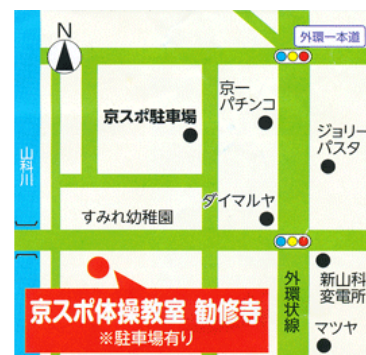 N
外環一本道
京一
パチンコ
京スポ駐車場
ジョリー
パスタ
山科川
ダイマルヤ
すみれ幼稚園
京スポ体操教室 勧修寺
※駐車場有り
外環状線
新山科
変電所
マツヤ